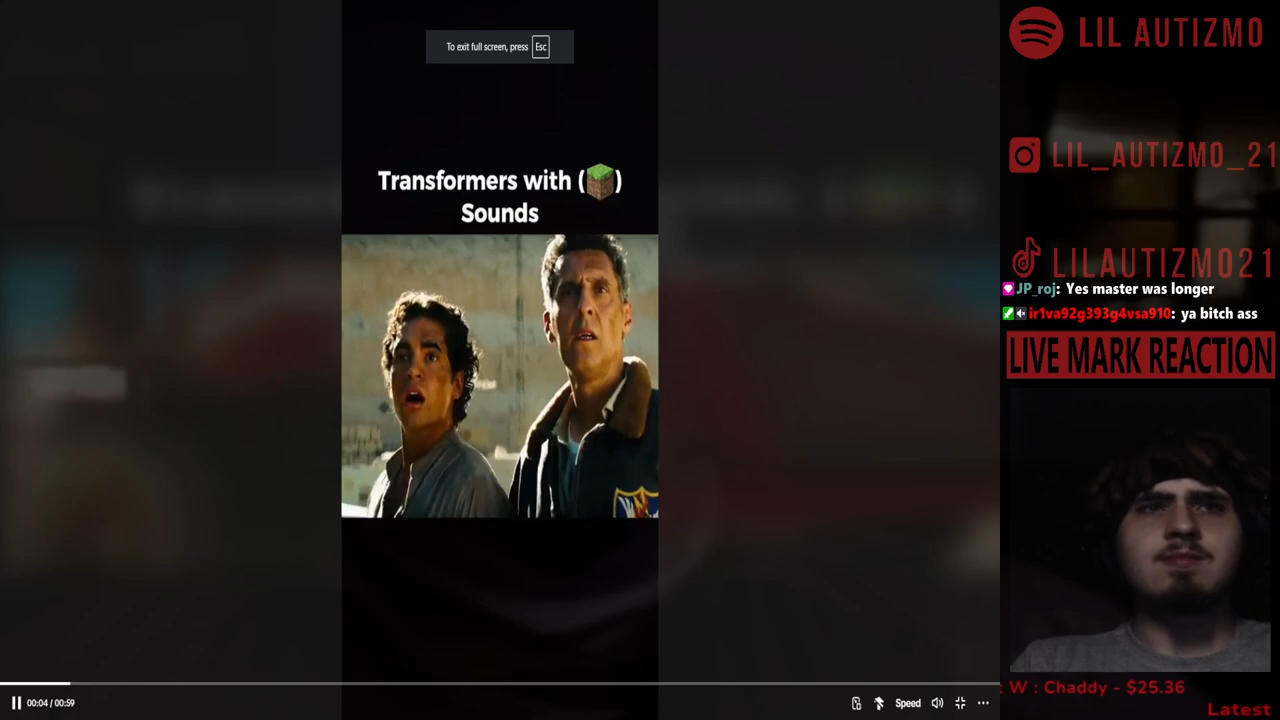 To exit full screen, press Esc
Transformers with ( )
Sounds
00:04 / 00:59
Speed
LIL AUTIZMO
LIL_AUTIZMO_21
LILAUTIZMO21
JP_roj: Yes master was longer
ir1va92g393g4vsa910: ya bitch ass
LIVE MARK REACTION
: W : Chaddy - $25.36
Latest